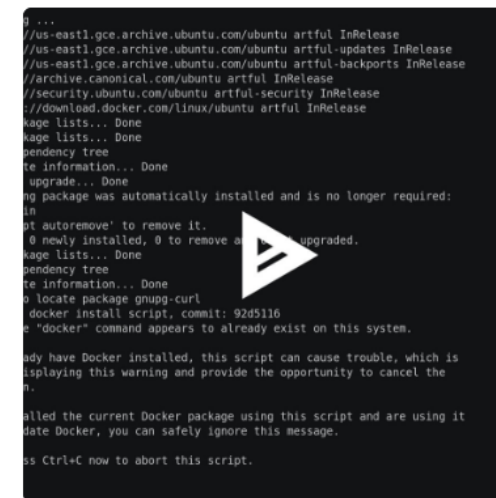 g ...
//us-east1.gce.archive.ubuntu.com/ubuntu artful InRelease
//us-east1.gce.archive.ubuntu.com/ubuntu artful-updates InRelease
//us-east1.gce.archive.ubuntu.com/ubuntu artful-backports InRelease
//archive.canonical.com/ubuntu artful InRelease
//security.ubuntu.com/ubuntu artful-security InRelease
://download.docker.com/linux/ubuntu artful InRelease
kage lists... Done
kage lists... Done
pendency tree
te information... Done
upgrade... Done
ng package was automatically installed and is no longer required:
in
pt autoremove' to remove it.
0 newly installed, 0 to remove a upgraded.
kage lists... Done
pendency tree
te information... Done
o locate package gnupg-curl
docker install script, commit: 92d5116
e "docker" command appears to already exist on this system.
ady have Docker installed, this script can cause trouble, which is
isplaying this warning and provide the opportunity to cancel the
n.
alled the current Docker package using this script and are using it
date Docker, you can safely ignore this message.
ss Ctrl+C now to abort this script.